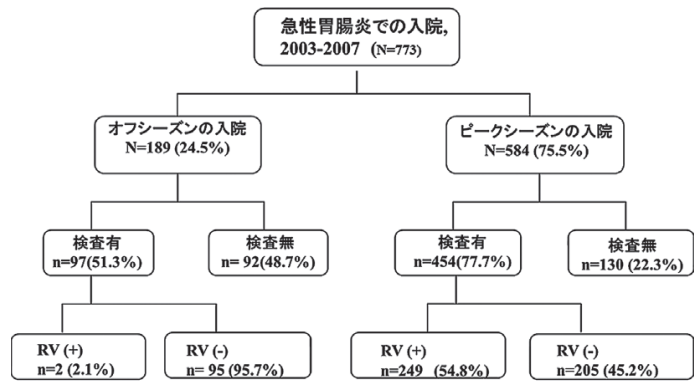 急性胃腸炎での入院,
2003-2007 (N=773)
オフシーズンの入院
N=189 (24.5%)
ピークシーズンの入院
N=584 (75.5%)
検査有
n=97(51.3%)
検査無
n= 92(48.7%)
検査有
n=454(77.7%)
検査無
n=130 (22.3%)
RV (+)
n=2 (2.1%)
RV (-)
n= 95 (95.7%)
RV (+)
n=249 (54.8%)
RV (-)
n=205 (45.2%)